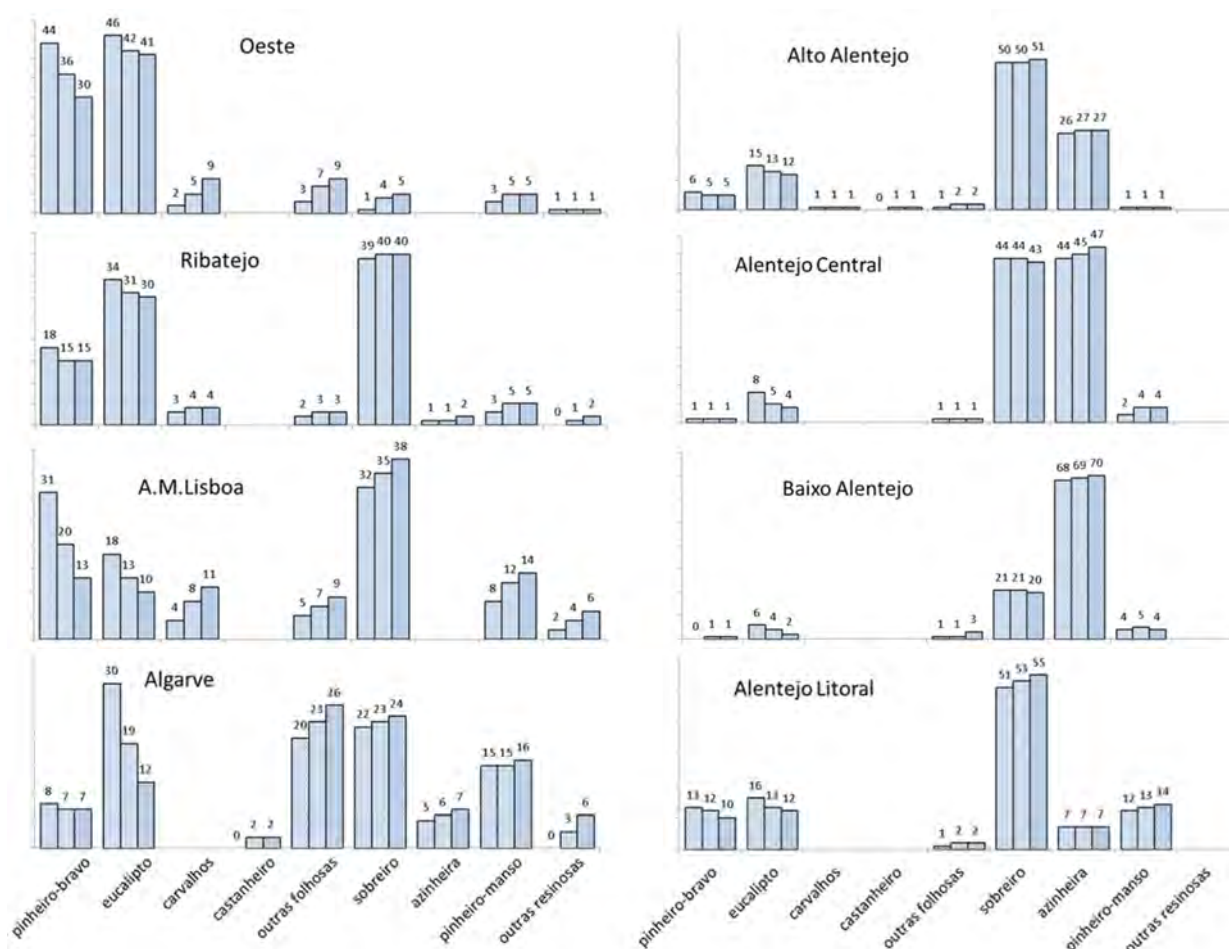 Oeste
44 36 30 46 42 41 2 5 9 3 7 9 1 4 5 3 5 5 1 1 1
Ribatejo
18 15 15 34 31 30 3 4 4 2 3 3 39 40 40 1 1 2 3 5 5 0 1 2
A.M.Lisboa
31 20 13 18 13 10 4 8 11 5 7 9 32 35 38 8 12 14 2 4 6
Algarve
8 7 7 30 19 12 0 2 2 20 23 26 22 23 24 5 6 7 15 15 16 0 3 6
pinheiro-bravo
eucalipto
carvalhos
castanheiro
outras folhosas
sobreiro
azinheira
pinheiro-manso
outras resinosas
Alto Alentejo
6 5 5 15 13 12 1 1 1 0 1 1 1 2 2 50 50 51 26 27 27 1 1 1
Alentejo Central
1 1 1 8 5 4 1 1 1 44 44 43 44 45 47 2 4 4
Baixo Alentejo
0 1 1 6 4 2 1 1 3 21 21 20 68 69 70 4 5 4
Alentejo Litoral
13 12 10 16 13 12 1 2 2 51 53 55 7 7 7 12 13 14
pinheiro-bravo
eucalipto
carvalhos
castanheiro
outras folhosas
sobreiro
azinheira
pinheiro-manso
outras resinosas